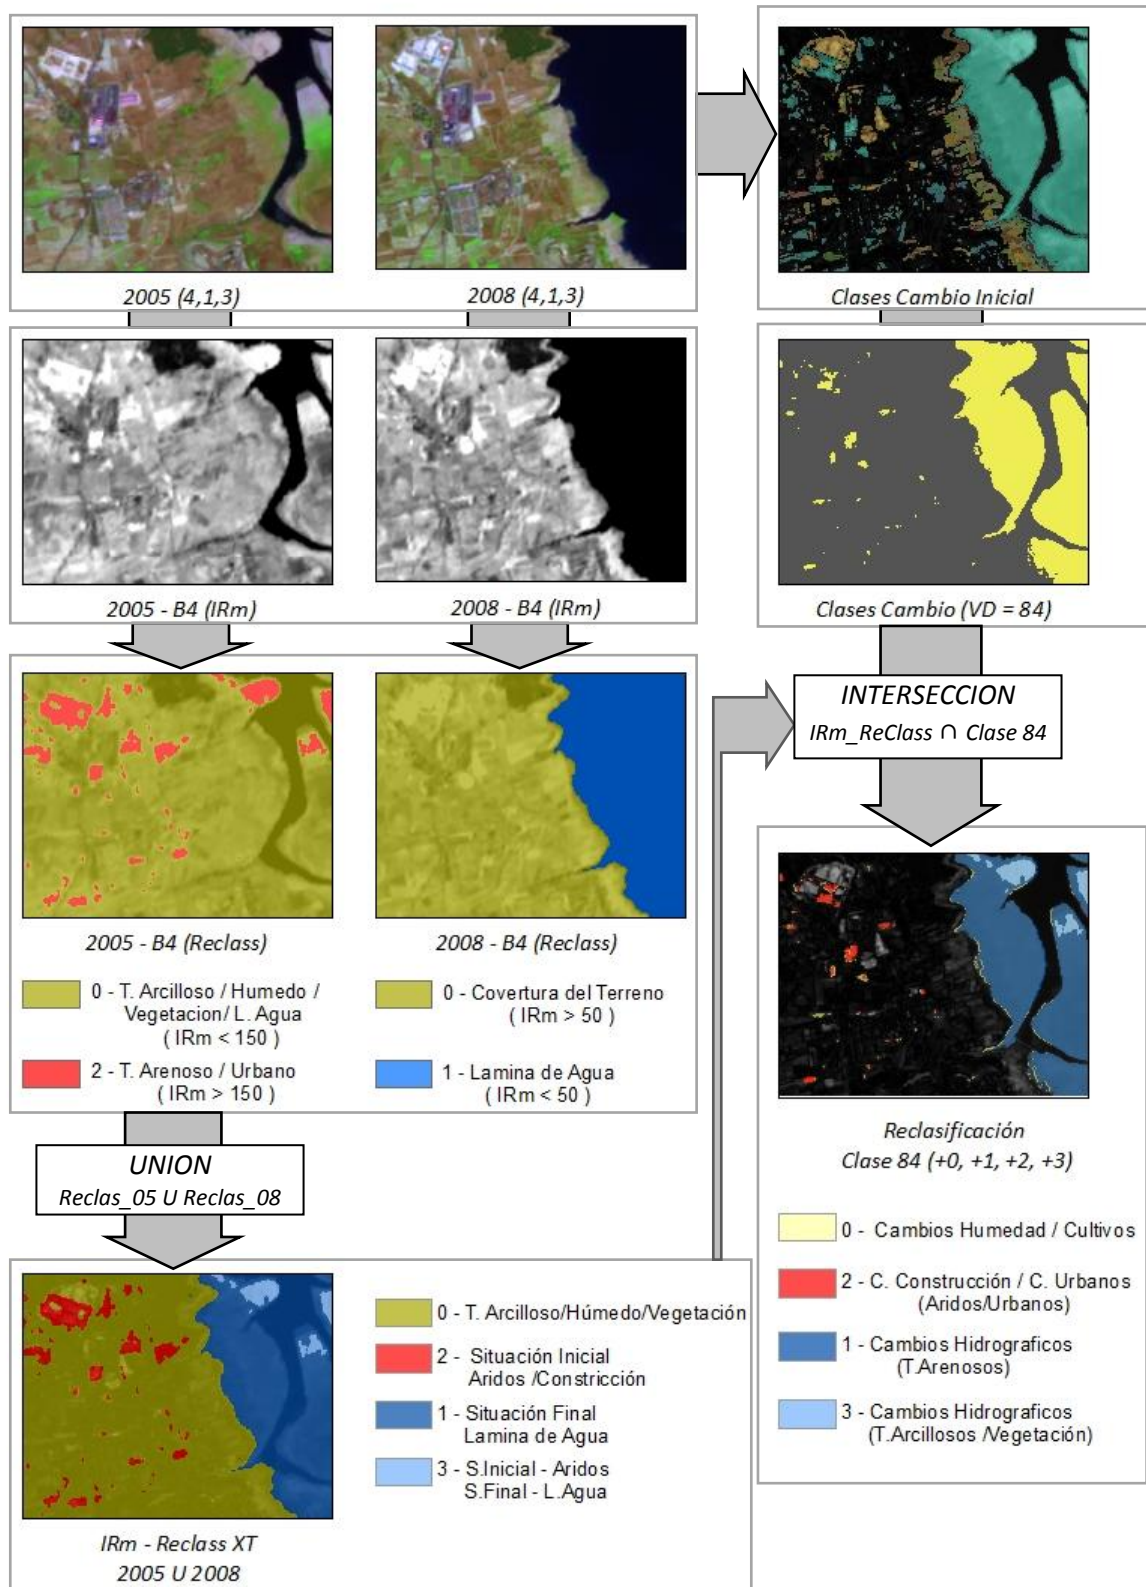 2005 (4,1,3)
2008 (4,1,3)
Clases Cambio Inicial
2005 - B4 (IRm)
2008 - B4 (IRm)
Clases Cambio (VD = 84)
INTERSECCION
IRm_ReClass ∩ Clase 84
2005 - B4 (Reclass)
2008 - B4 (Reclass)
0 - T. Arcilloso / Humedo /
Vegetacion/ L. Agua
( IRm < 150 )
2 - T. Arenoso / Urbano
( IRm > 150 )
0 - Covertura del Terreno
( IRm > 50 )
1 - Lamina de Agua
( IRm < 50 )
UNION
Reclas_05 U Reclas_08
Reclasificación
Clase 84 (+0, +1, +2, +3)
0 - Cambios Humedad / Cultivos
2 - C. Construcción / C. Urbanos
(Aridos/Urbanos)
1 - Cambios Hidrograficos
(T.Arenosos)
3 - Cambios Hidrograficos
(T.Arcillosos /Vegetación)
0 - T. Arcilloso/Húmedo/Vegetación
2 - Situación Inicial
Aridos /Constricción
1 - Situación Final
Lamina de Agua
3 - S.Inicial - Aridos
S.Final - L.Agua
IRm - Reclass XT
2005 U 2008